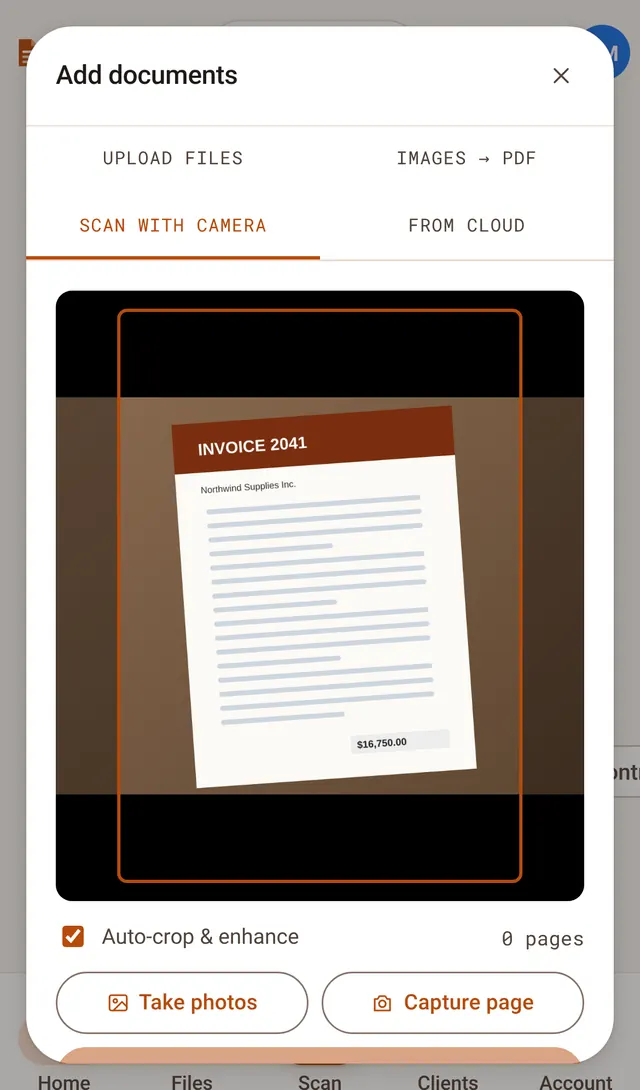 Add documents
UPLOAD FILES
IMAGES → PDF
SCAN WITH CAMERA
FROM CLOUD
INVOICE 2041
Northwind Supplies Inc.
$16,750.00
Auto-crop & enhance
0 pages
Take photos
Capture page
Home
Files
Scan
Clients
Account